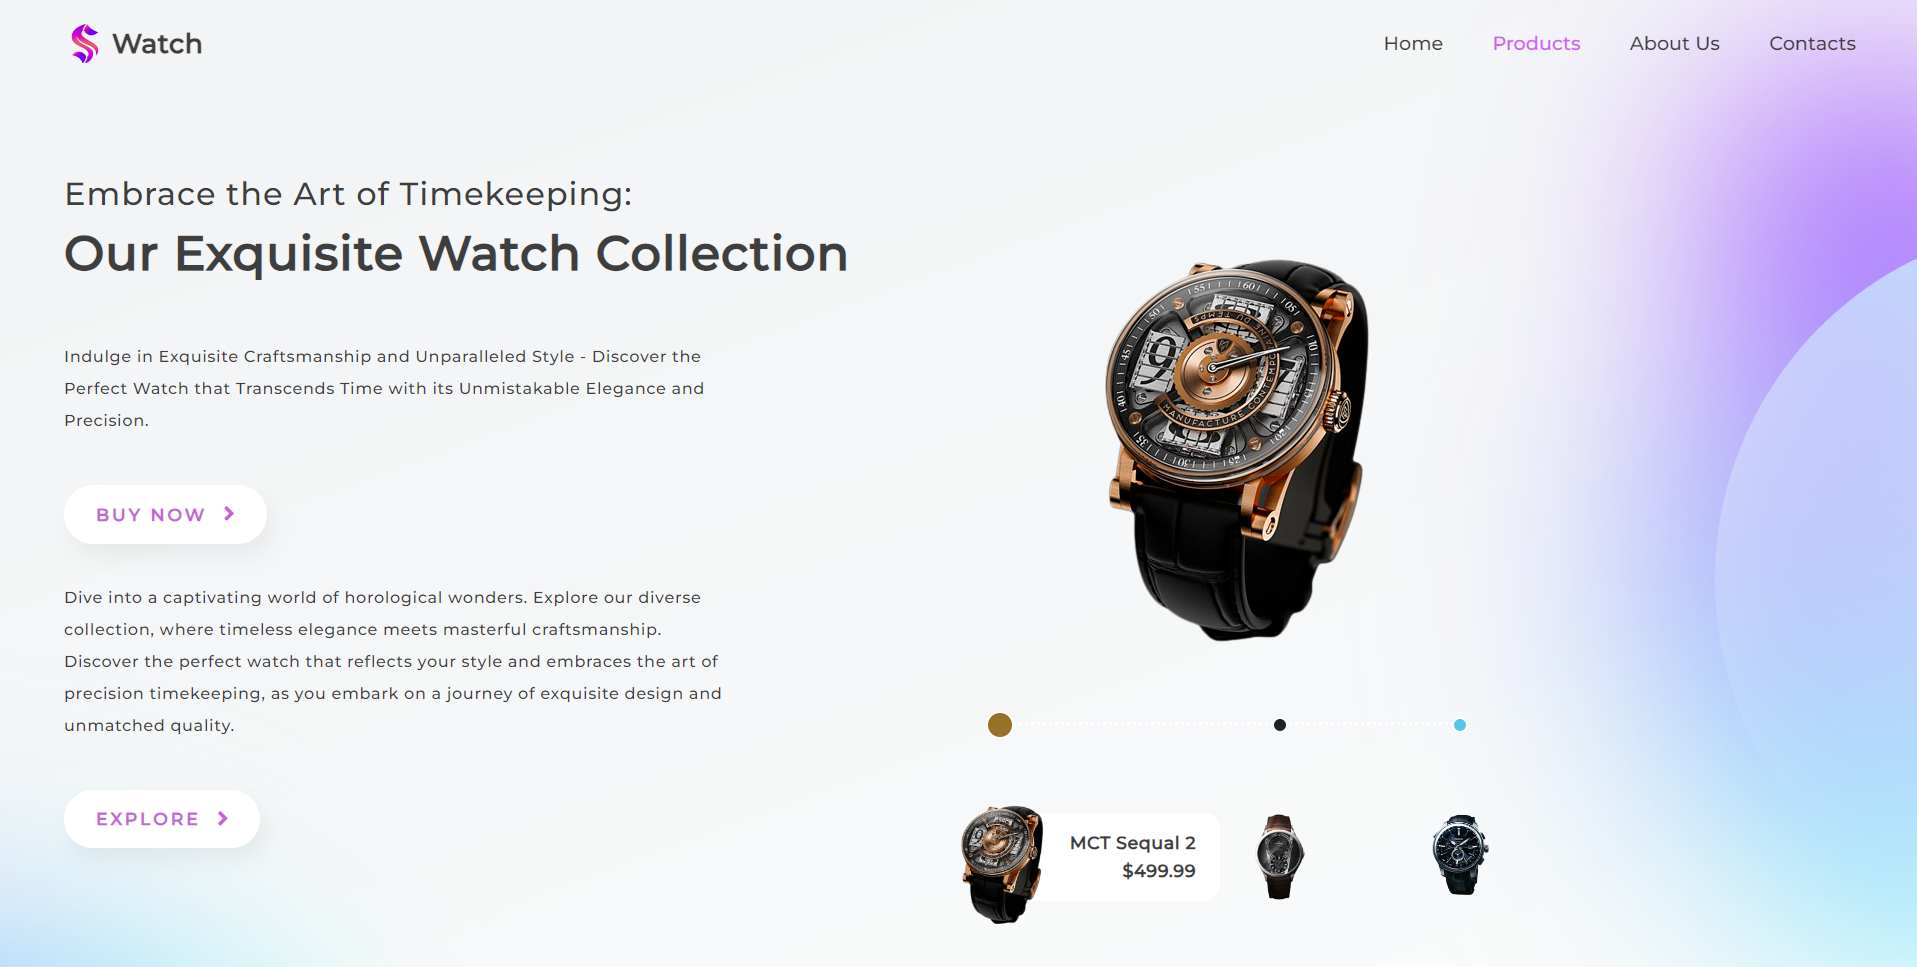 Watch
Home
Products
About Us
Contacts
Embrace the Art of Timekeeping:
Our Exquisite Watch Collection
Indulge in Exquisite Craftsmanship and Unparalleled Style - Discover the
Perfect Watch that Transcends Time with its Unmistakable Elegance and
Precision.
BUY NOW
Dive into a captivating world of horological wonders. Explore our diverse
collection, where timeless elegance meets masterful craftsmanship.
Discover the perfect watch that reflects your style and embraces the art of
precision timekeeping, as you embark on a journey of exquisite design and
unmatched quality.
EXPLORE
MANUFACTURE CONTEMPORAINE DU TEMPS
MCT Sequal 2
$499.99